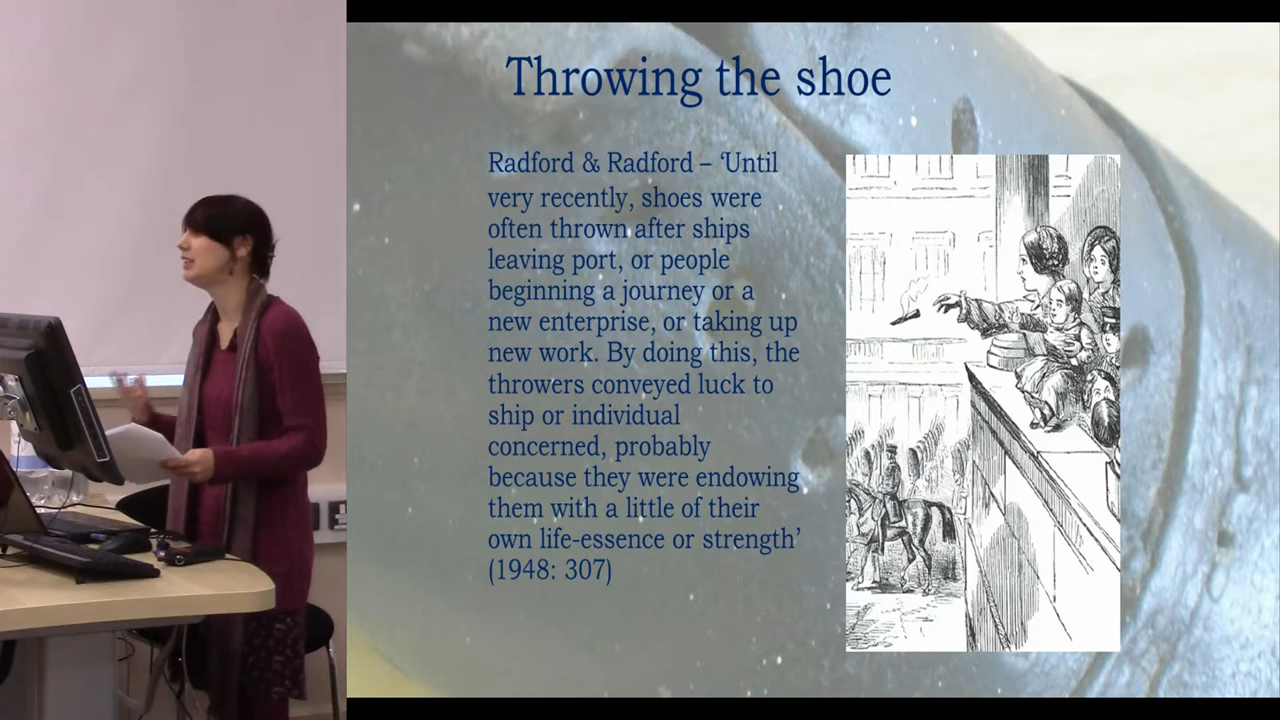 Throwing the shoe
Radford & Radford – ‘Until
very recently, shoes were
often thrown after ships
leaving port, or people
beginning a journey or a
new enterprise, or taking up
new work. By doing this, the
throwers conveyed luck to
ship or individual
concerned, probably
because they were endowing
them with a little of their
own life-essence or strength’
(1948: 307)